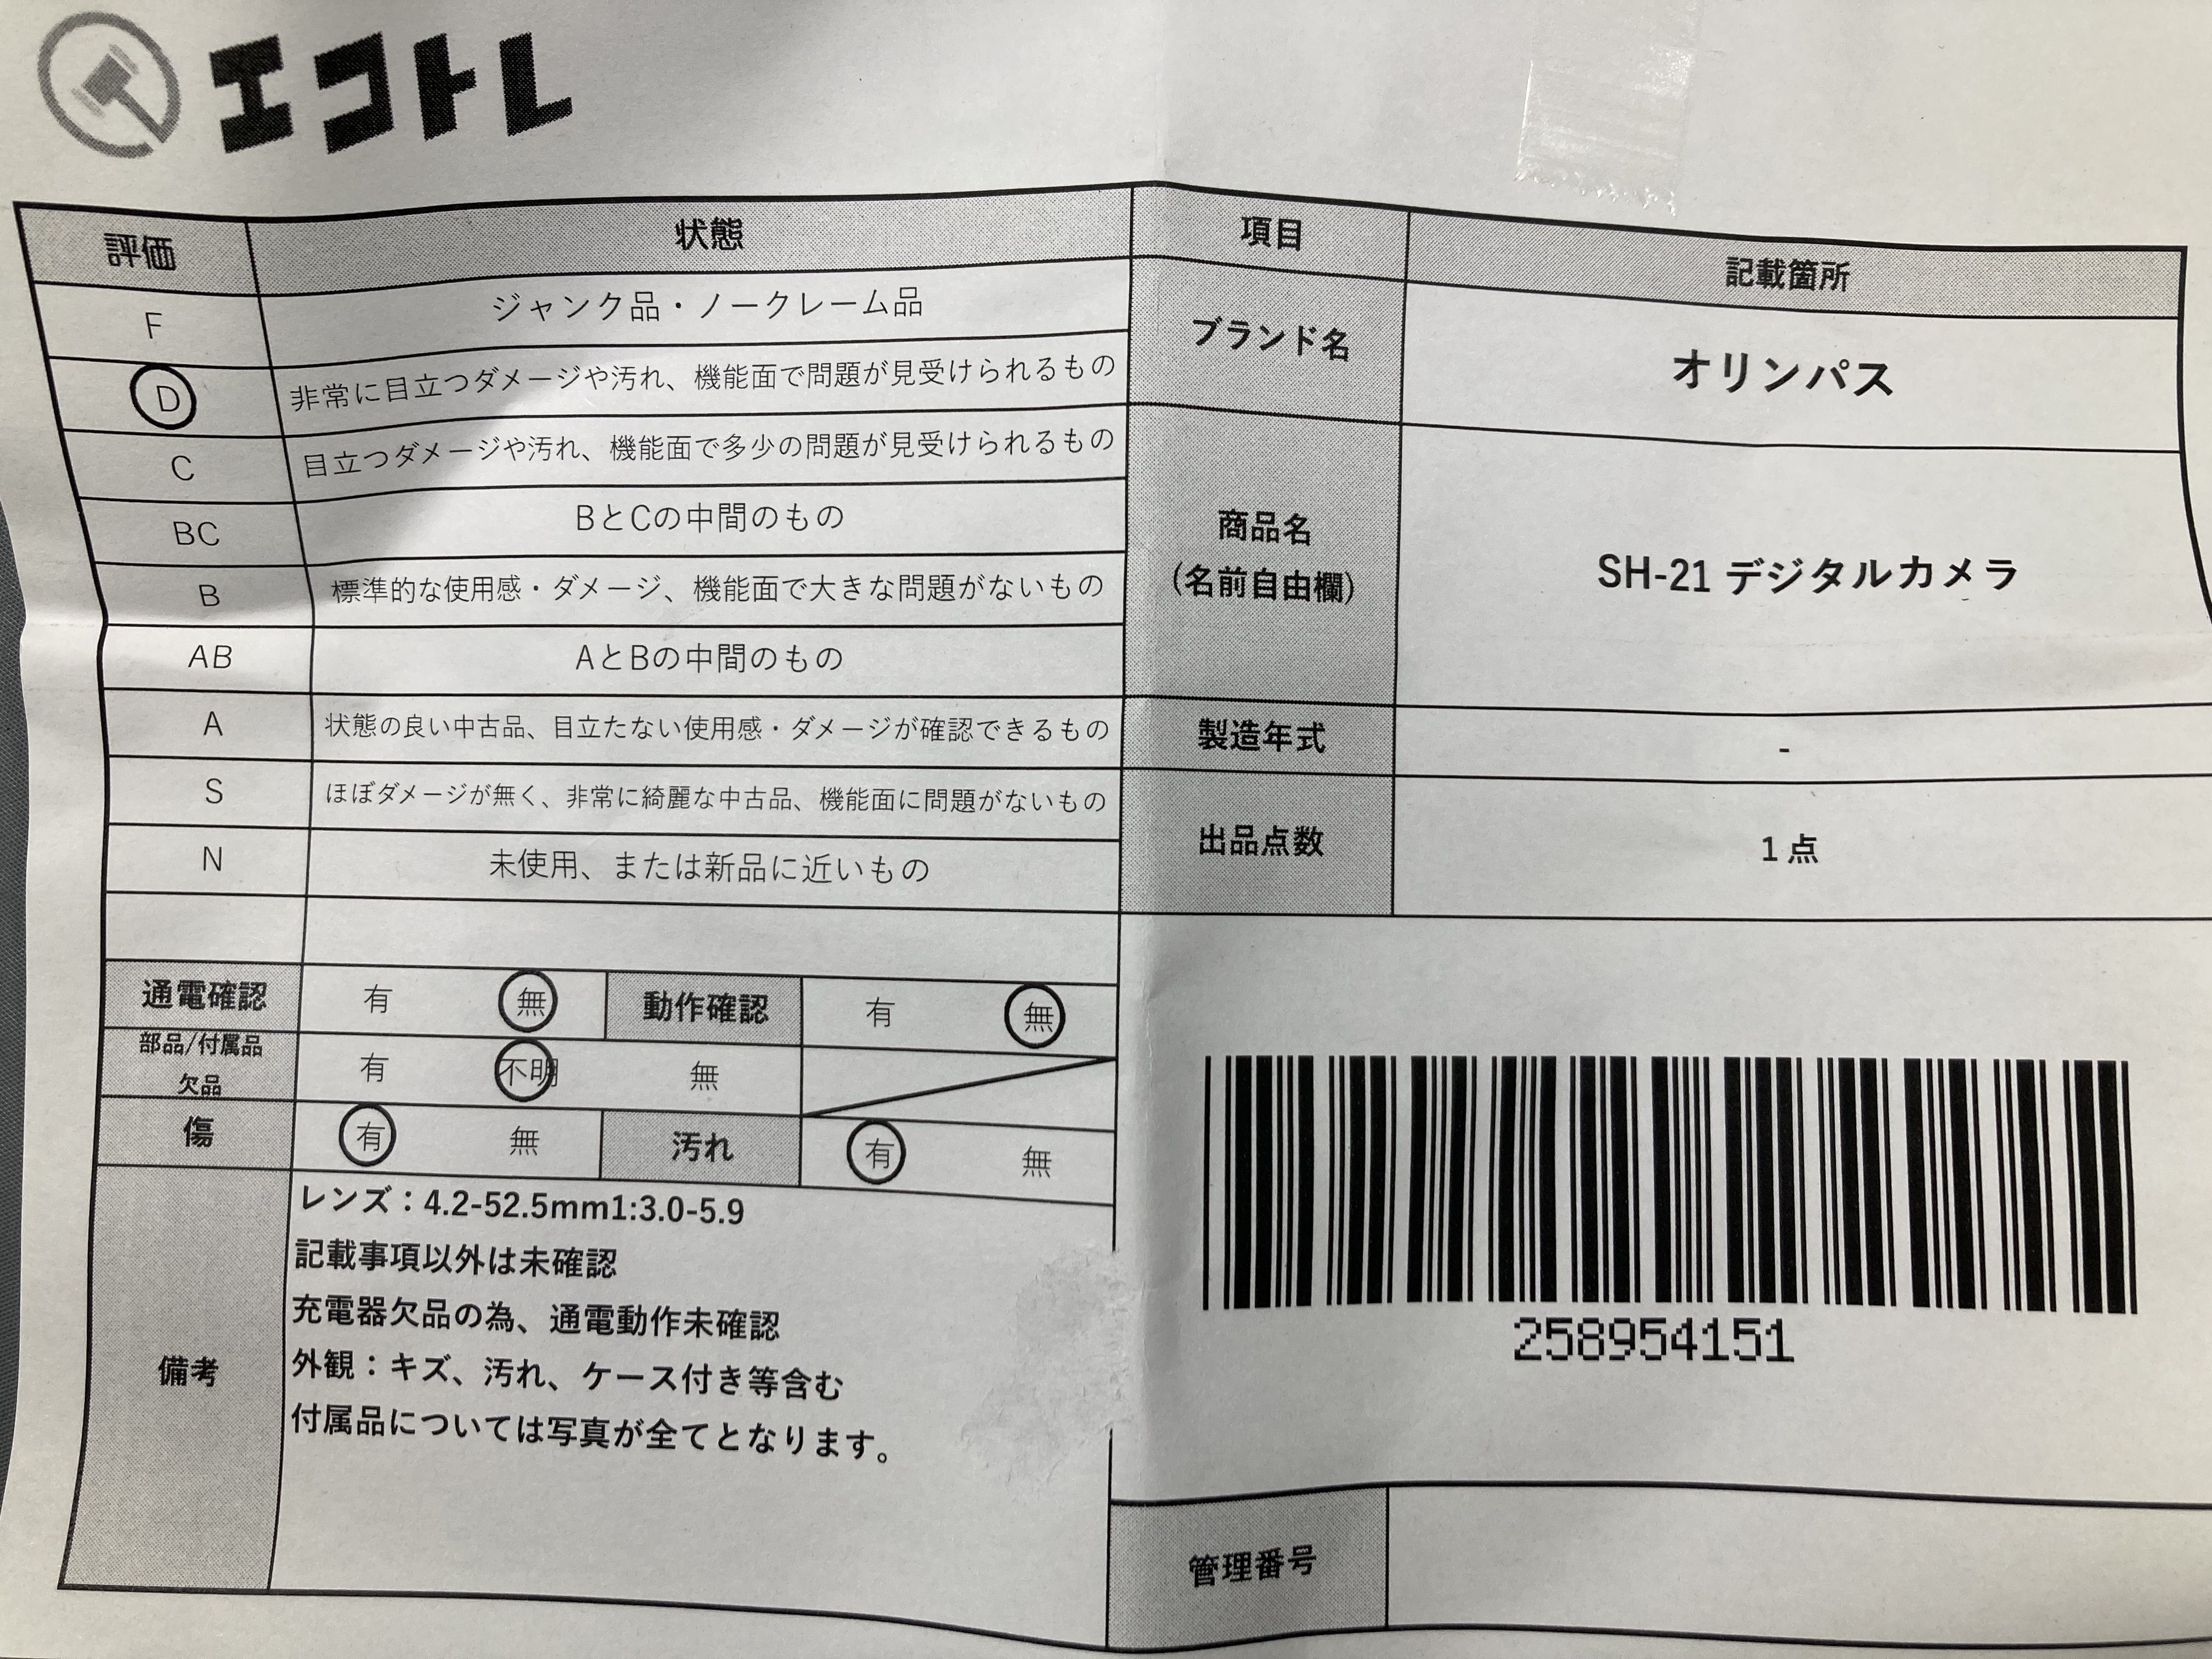 エコトレ
評価 状態
F ジャンク品・ノークレーム品
D 非常に目立つダメージや汚れ、機能面で問題が見受けられるもの
C 目立つダメージや汚れ、機能面で多少の問題が見受けられるもの
BC BとCの中間のもの
B 標準的な使用感・ダメージ、機能面で大きな問題がないもの
AB AとBの中間のもの
A 状態の良い中古品、目立たない使用感・ダメージが確認できるもの
S ほぼダメージが無く、非常に綺麗な中古品、機能面に問題がないもの
N 未使用、または新品に近いもの
通電確認 有 無 動作確認 有 無
部品/付属品
欠品 有 不明 無
傷 有 無 汚れ 有 無
備考
レンズ：4.2-52.5mm1:3.0-5.9
記載事項以外は未確認
充電器欠品の為、通電動作未確認
外観：キズ、汚れ、ケース付き等含む
付属品については写真が全てとなります。
項目 記載箇所
ブランド名 オリンパス
商品名
(名前自由欄)
SH-21 デジタルカメラ
製造年式 -
出品点数 1 点
258954151
管理番号